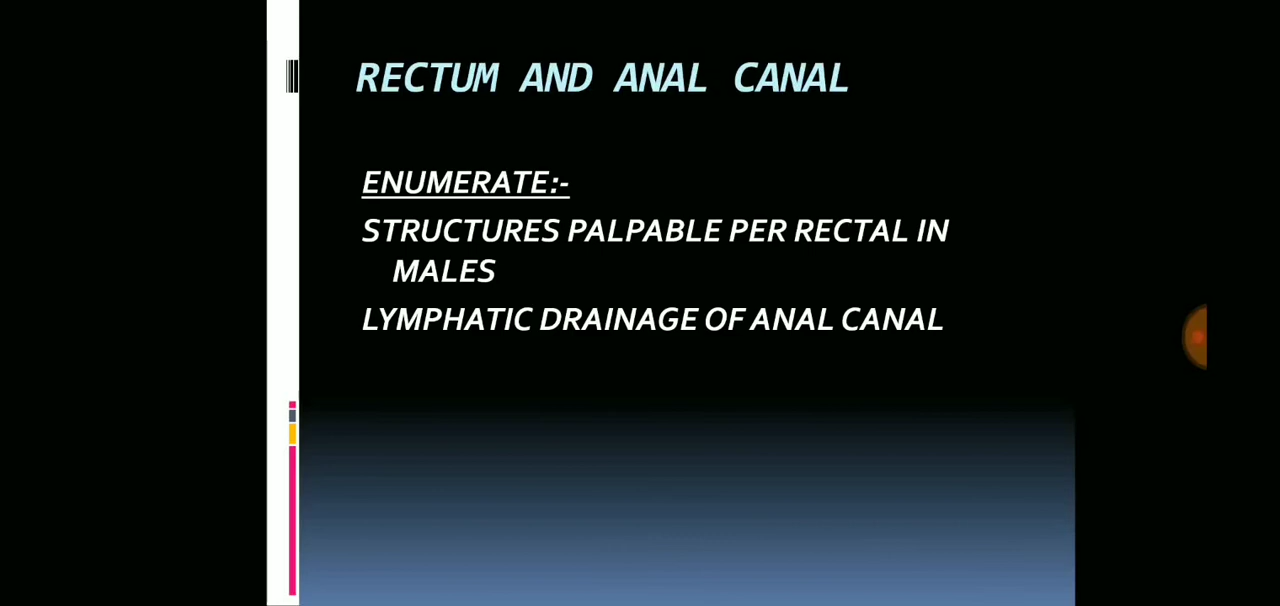 RECTUM AND ANAL CANAL
ENUMERATE:-
STRUCTURES PALPABLE PER RECTAL IN
MALES
LYMPHATIC DRAINAGE OF ANAL CANAL